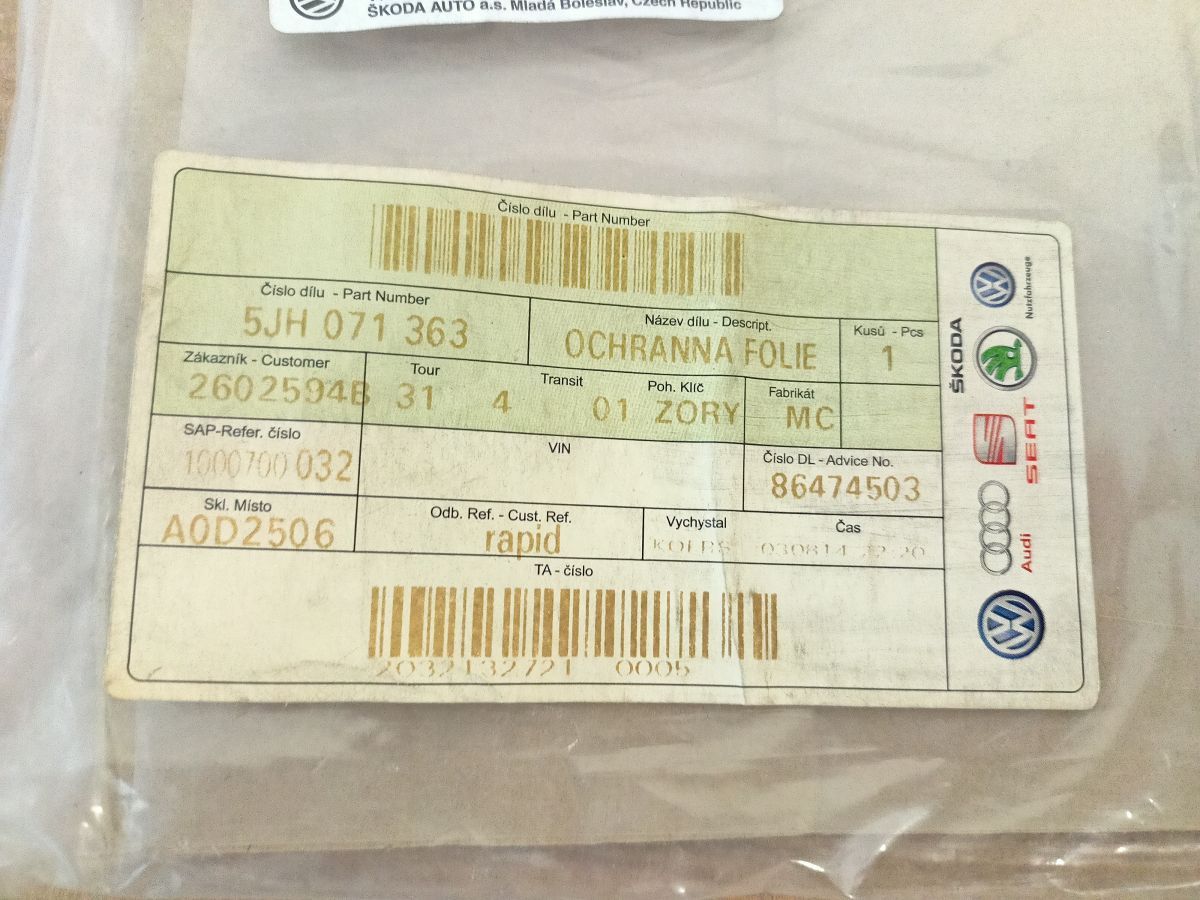 ŠKODA AUTO a.s. Mladá Boleslav, Czech Republic
Číslo dílu - Part Number
Číslo dílu - Part Number
5JH 071 363
Název dílu - Descript.
OCHRANNA FOLIE
Kusů - Pcs
1
Zákazník - Customer
2602594B
Tour
31 4
Transit
01
Poh. Klíč
ZORY
Fabrikát
MC
SAP-Refer. číslo
1000700 032
VIN
Číslo DL - Advice No.
86474503
Skl. Místo
A0D2506
Odb. Ref. - Cust. Ref.
rapid
Vychystal
Čas
030814
TA - číslo
2032132721 0005
Nutzfahrzeuge
ŠKODA
SEAT
Audi